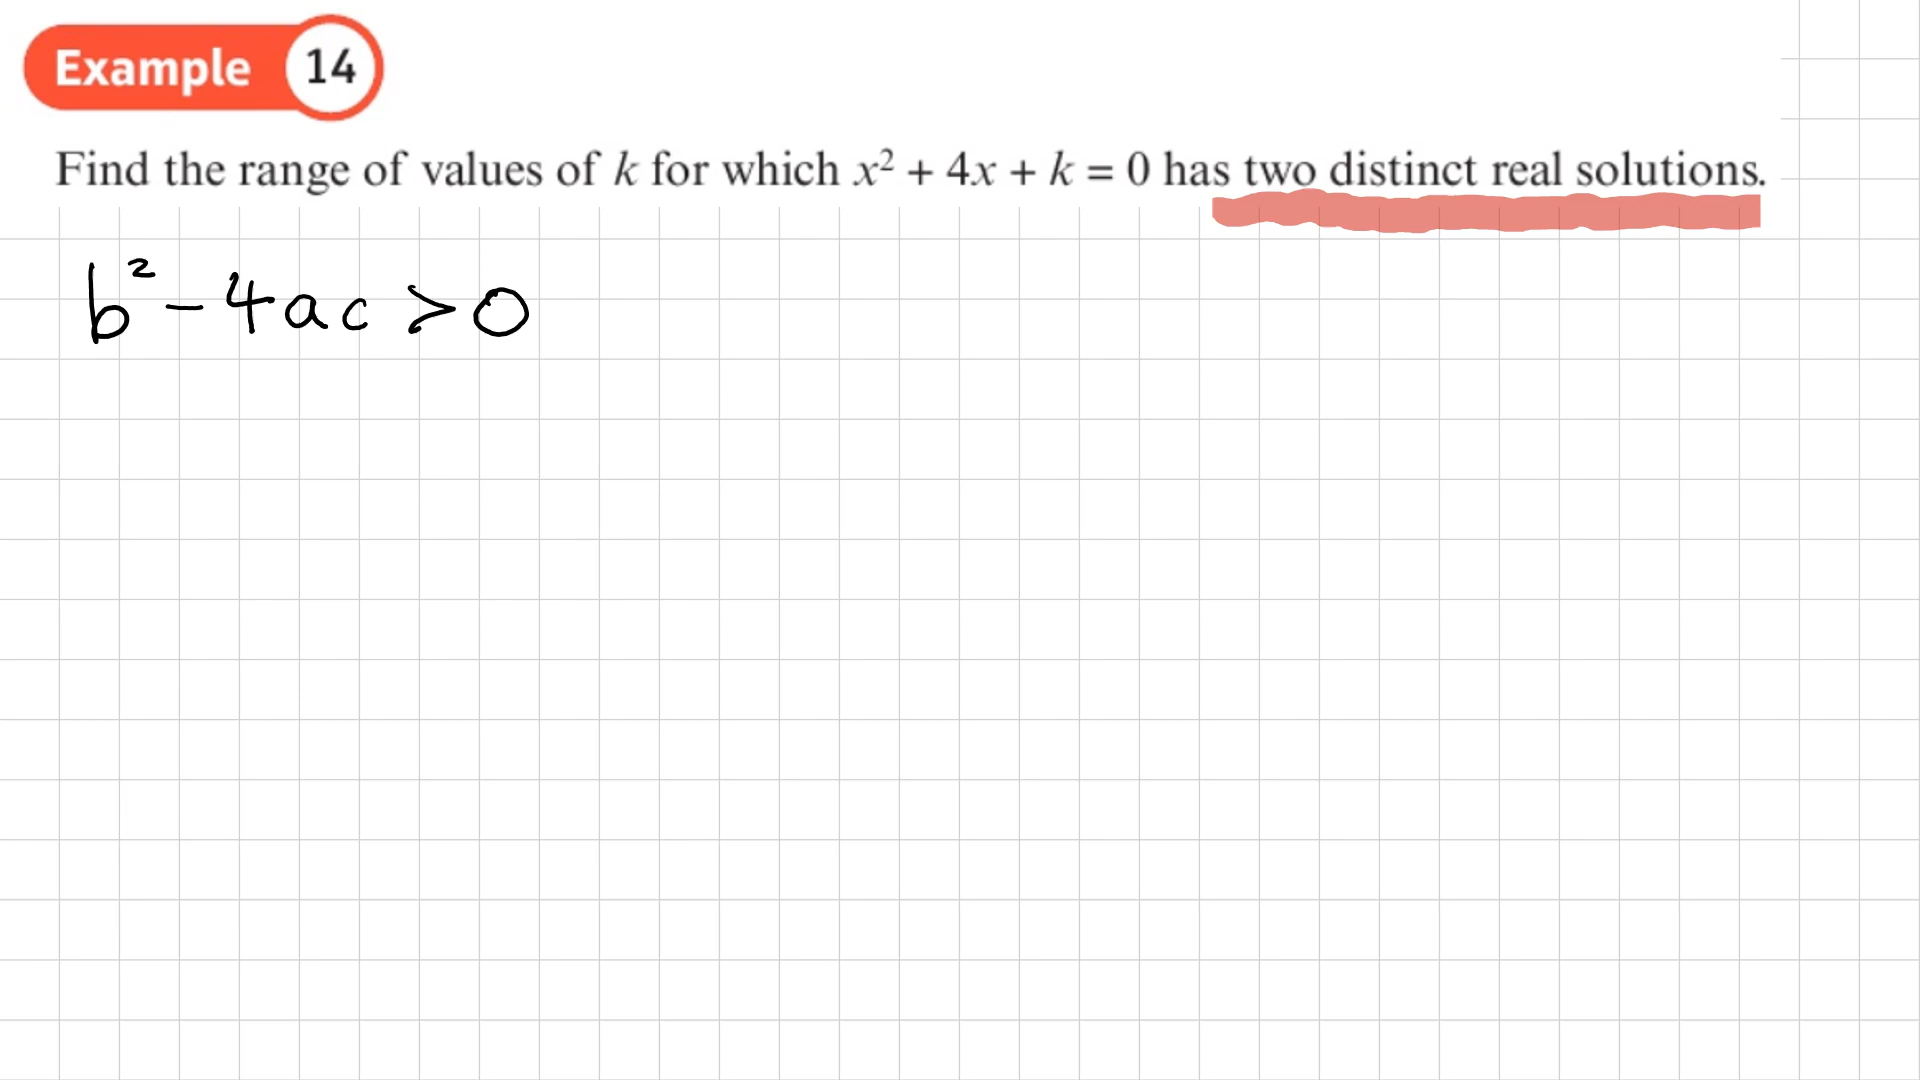 Example 14
Find the range of values of k for which x² + 4x + k = 0 has two distinct real solutions.
b² - 4ac > 0